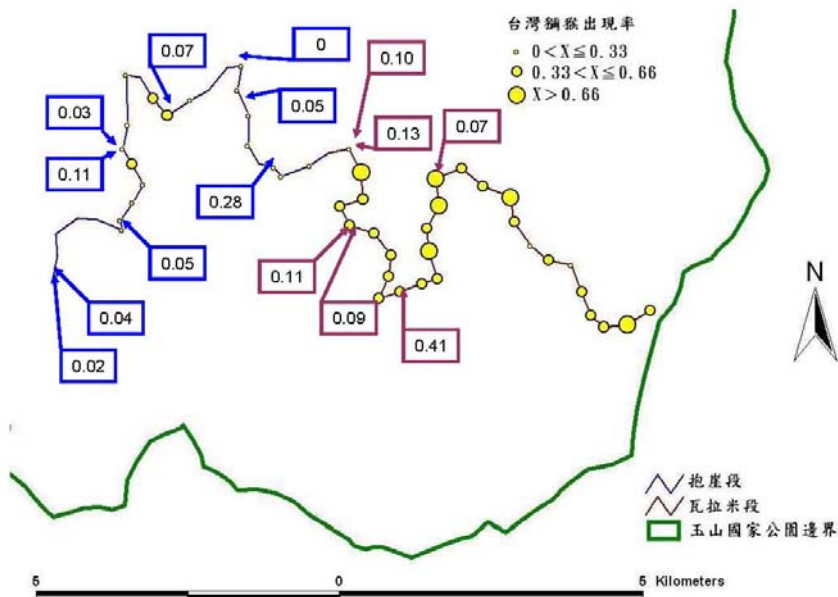 台灣獼猴出現率
0<X≦0.33
0.33<X≦0.66
X>0.66
0.07
0
0.10
0.03
0.05
0.13
0.07
0.11
0.28
0.05
0.11
0.04
0.09
0.02
0.41
N
抱崖段
瓦拉米段
玉山國家公園邊界
5
0
5 Kilometers